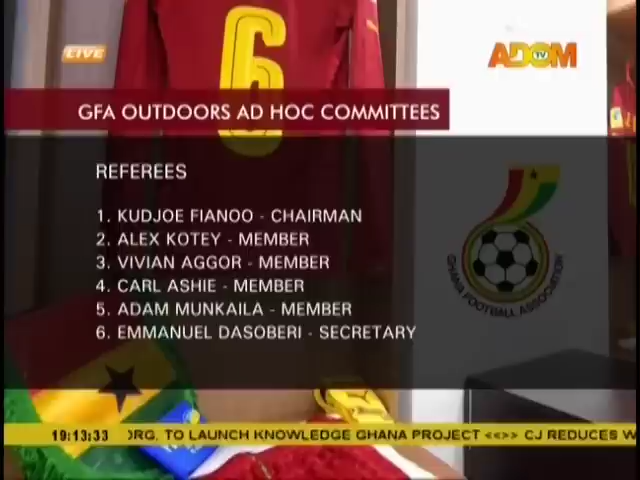 LIVE
6
ADOM TV
GFA OUTDOORS AD HOC COMMITTEES
REFEREES
1. KUDJOE FIANOO - CHAIRMAN
2. ALEX KOTEY - MEMBER
3. VIVIAN AGGOR - MEMBER
4. CARL ASHIE - MEMBER
5. ADAM MUNKAILA - MEMBER
6. EMMANUEL DASOBERI - SECRETARY
GHANA FOOTBALL ASSOCIATION
19:13:33 ORG. TO LAUNCH KNOWLEDGE GHANA PROJECT <<>> CJ REDUCES W